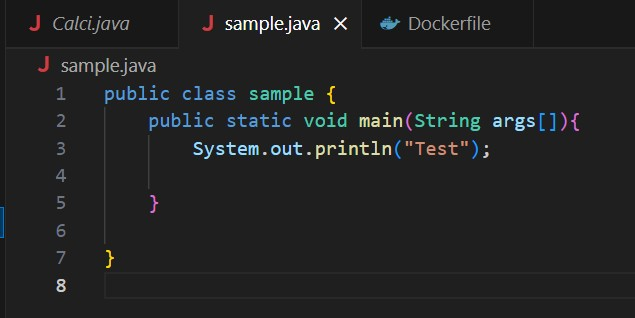 Calci.java sample.java Dockerfile
sample.java
1 public class sample {
2     public static void main(String args[]){
3         System.out.println("Test");
4
5     }
6
7 }
8